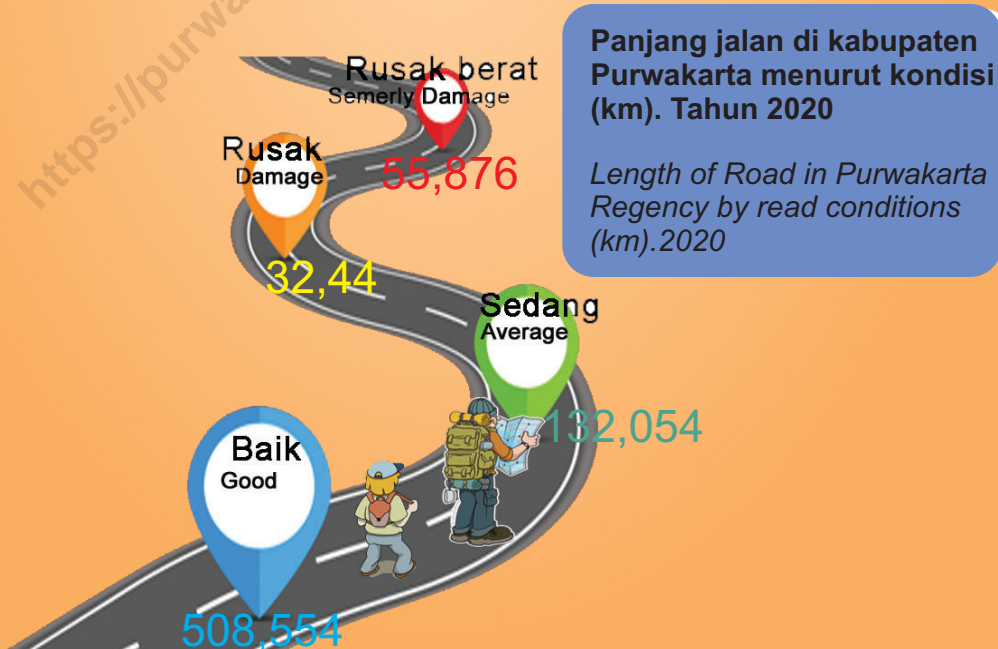 https://purwa
Rusak berat
Semerly Damage
55,876
Rusak
Damage
32,44
Sedang
Average
132,054
Baik
Good
508,554
Panjang jalan di kabupaten
Purwakarta menurut kondisi
(km). Tahun 2020
Length of Road in Purwakarta
Regency by read conditions
(km).2020